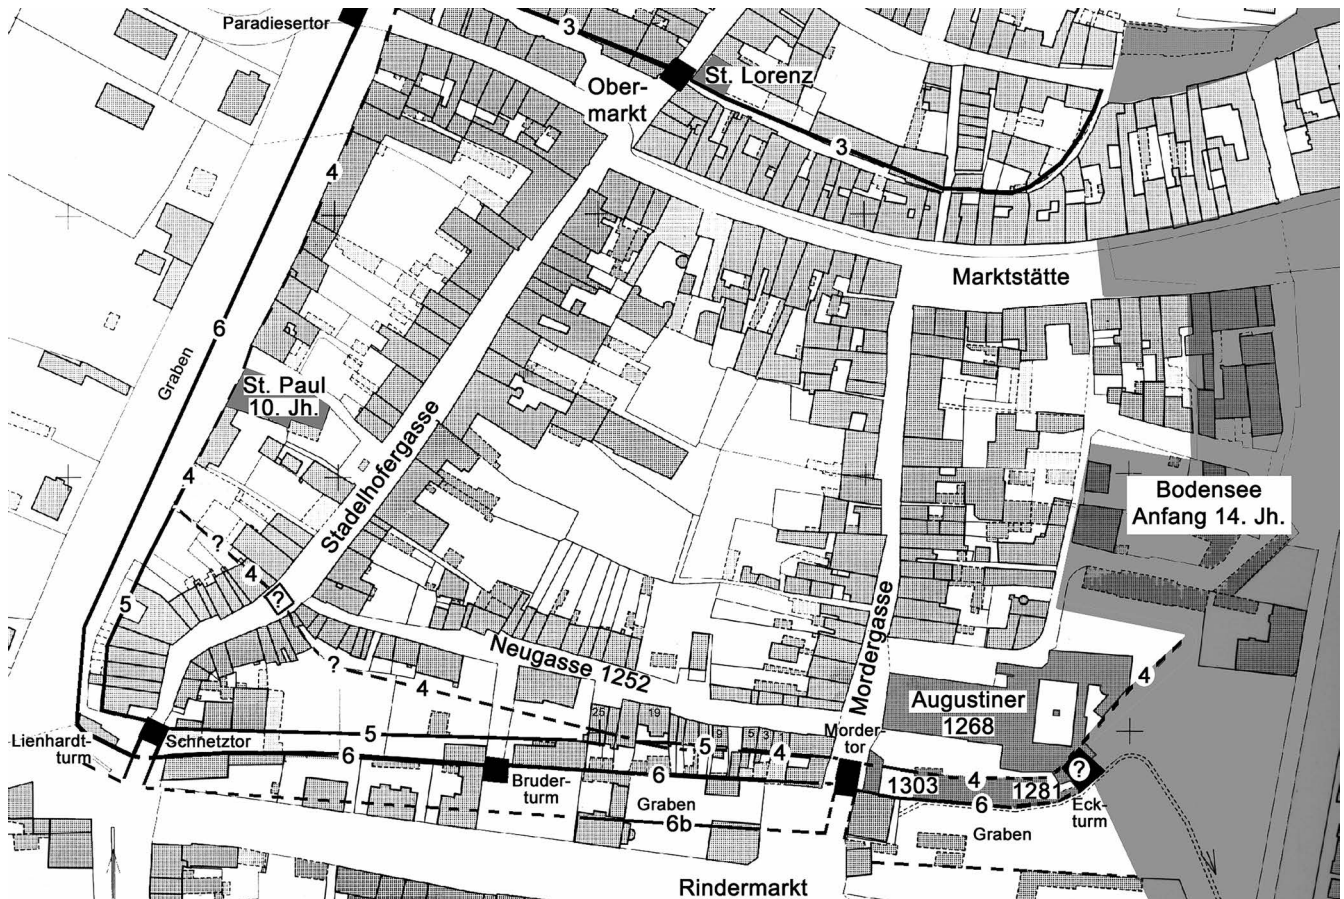 Paradiesertor
3
St. Lorenz
Ober-
markt
3
4
Marktstätte
6
Graben
St. Paul
10. Jh.
Stadelhofergasse
4
Bodensee
Anfang 14. Jh.
?
4
?
5
Mordergasse
Neugasse 1252
?
4
Augustiner
1268
4
25
19
9
5
3
Morder-
tor
Lienhardt-
turm
Schnetztor
5
5
4
6
6
Bruder-
turm
1303
4
1281
?
6
Eck-
turm
Graben
6b
Graben
Rindermarkt